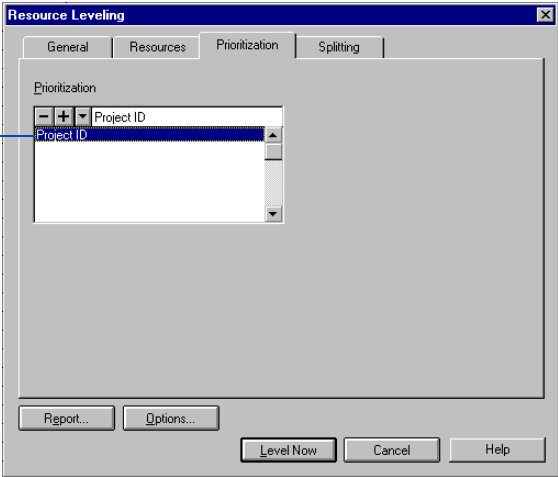 Resource Leveling
General Resources Prioritization Splitting
Prioritization
Project ID
Project ID
Report... Options...
Level Now Cancel Help